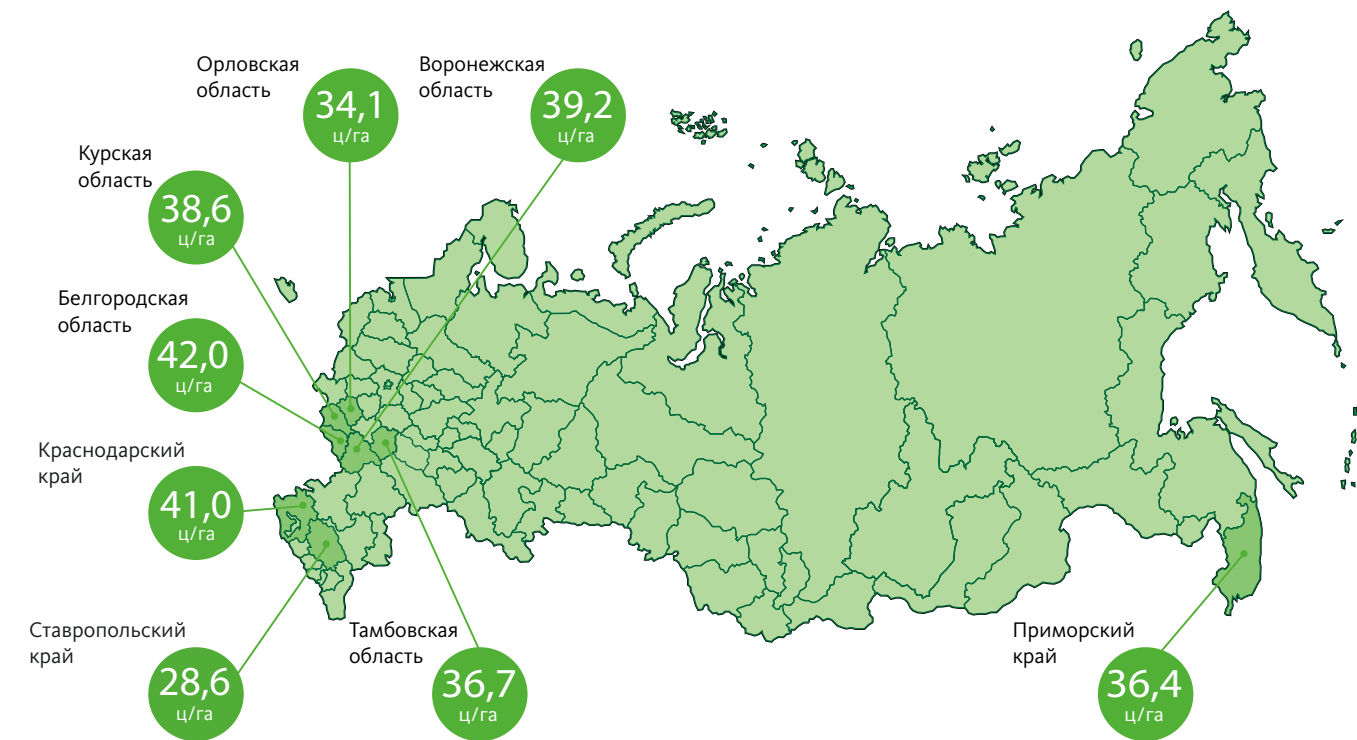 Орловская
область
34,1
ц/га
Воронежская
область
39,2
ц/га
Курская
область
38,6
ц/га
Белгородская
область
42,0
ц/га
Краснодарский
край
41,0
ц/га
Ставропольский
край
28,6
ц/га
Тамбовская
область
36,7
ц/га
Приморский
край
36,4
ц/га